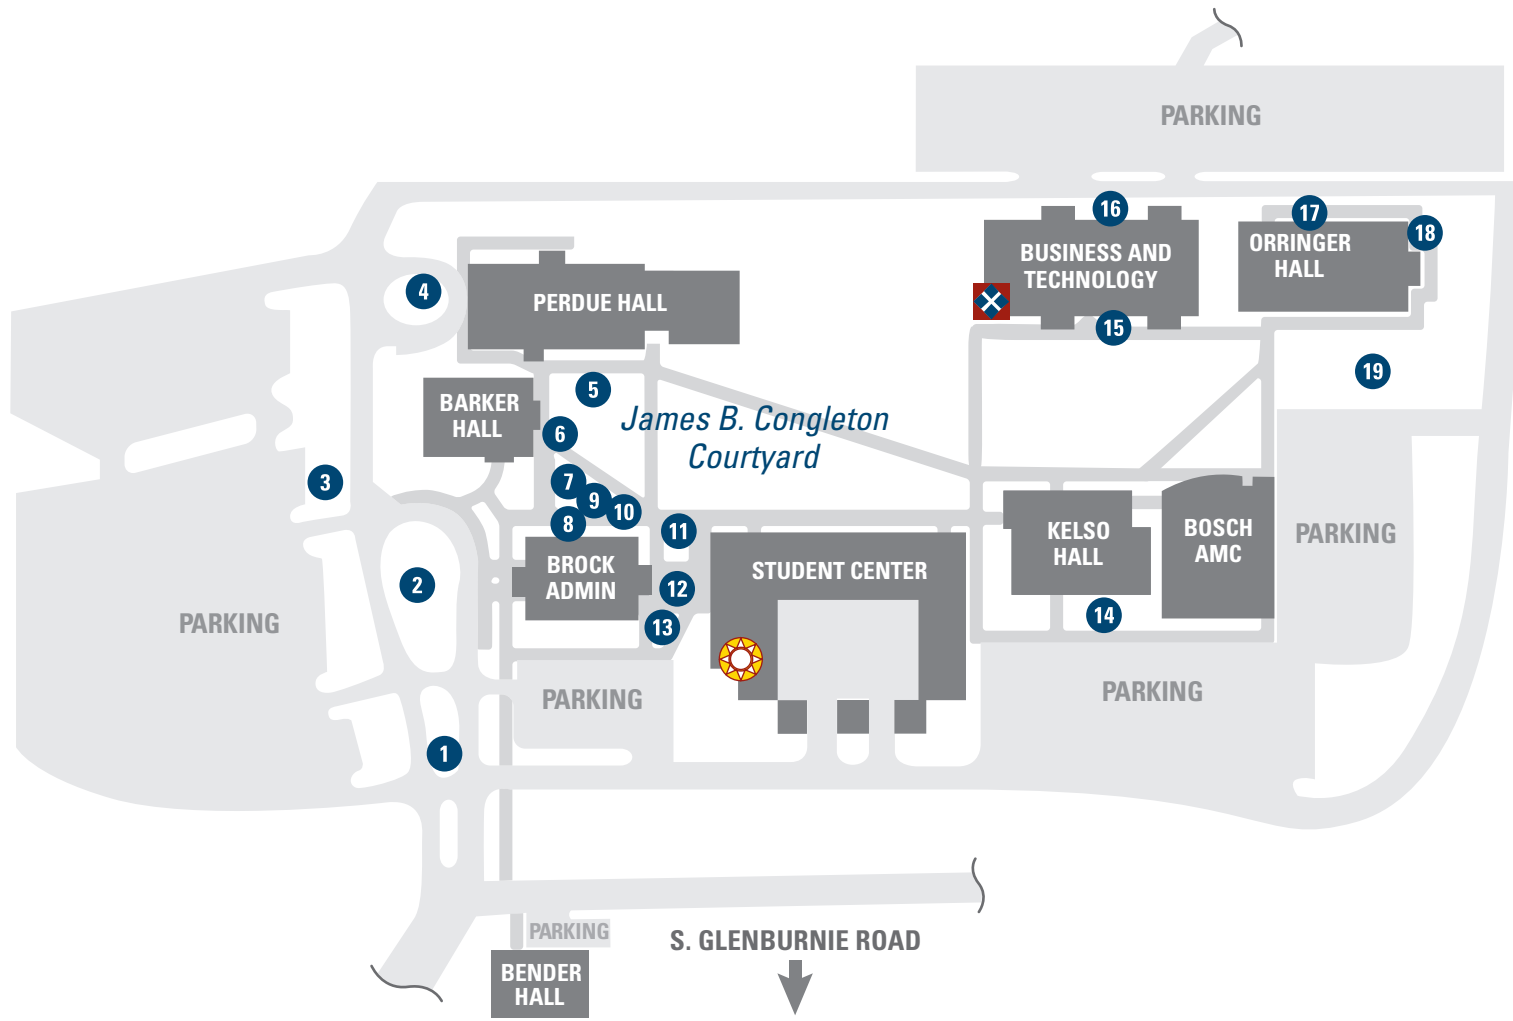 PARKING
16
17
18
BUSINESS AND
TECHNOLOGY
ORRINGER
HALL
4
PERDUE HALL
15
19
5
BARKER
HALL
James B. Congleton
Courtyard
6
3
7
9
10
8
11
KELSO
HALL
BOSCH
AMC
PARKING
2
BROCK
ADMIN
STUDENT CENTER
12
14
13
PARKING
PARKING
PARKING
1
PARKING
S. GLENBURNIE ROAD
BENDER
HALL